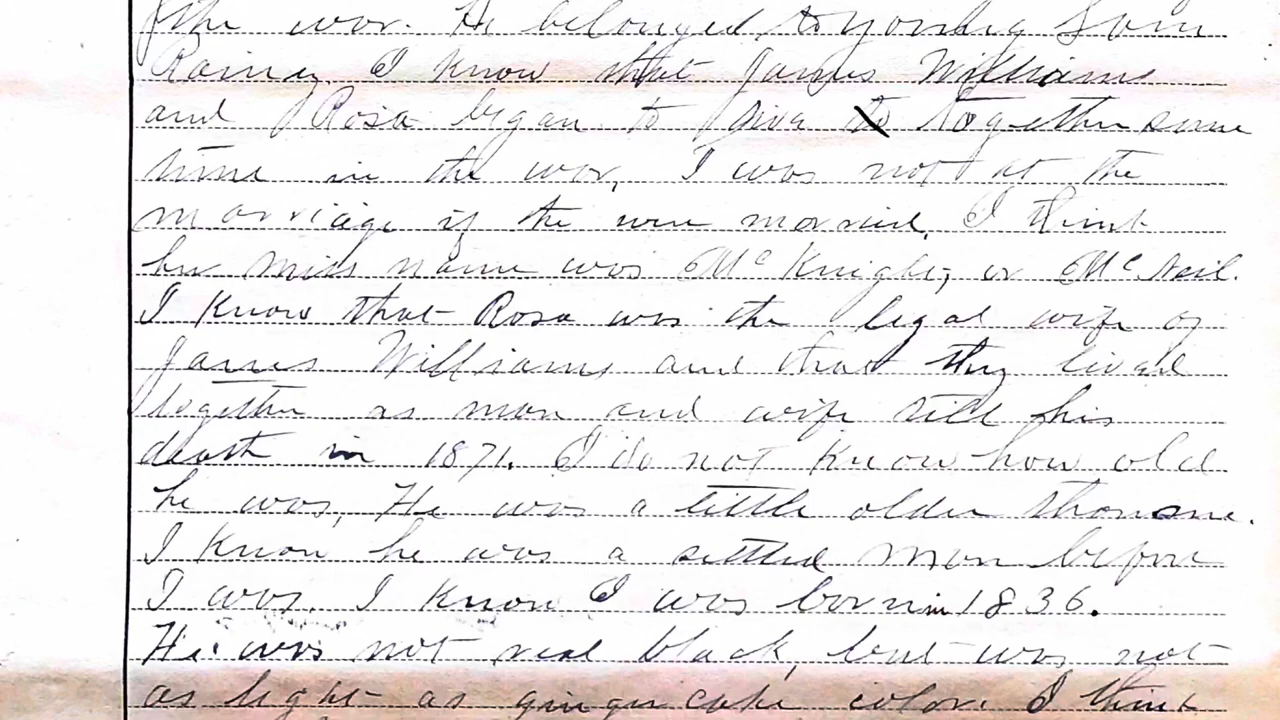 the war. He belonged to young Sam
Rainey. I know that James Williams
and Rosa began to give to together some
time in the war, I was not at the
marriage if the were married. I think
her miss name was McKnight, or McNeil.
I know that Rosa was the legal wife of
James Williams and that they lived
together as man and wife till his
death in 1871. I do not know how old
he was, He was a little older than me.
I know he was a settled man before
I was. I know I was born in 1836.
He was not real black, but was not
as light as ginger cake color. I think